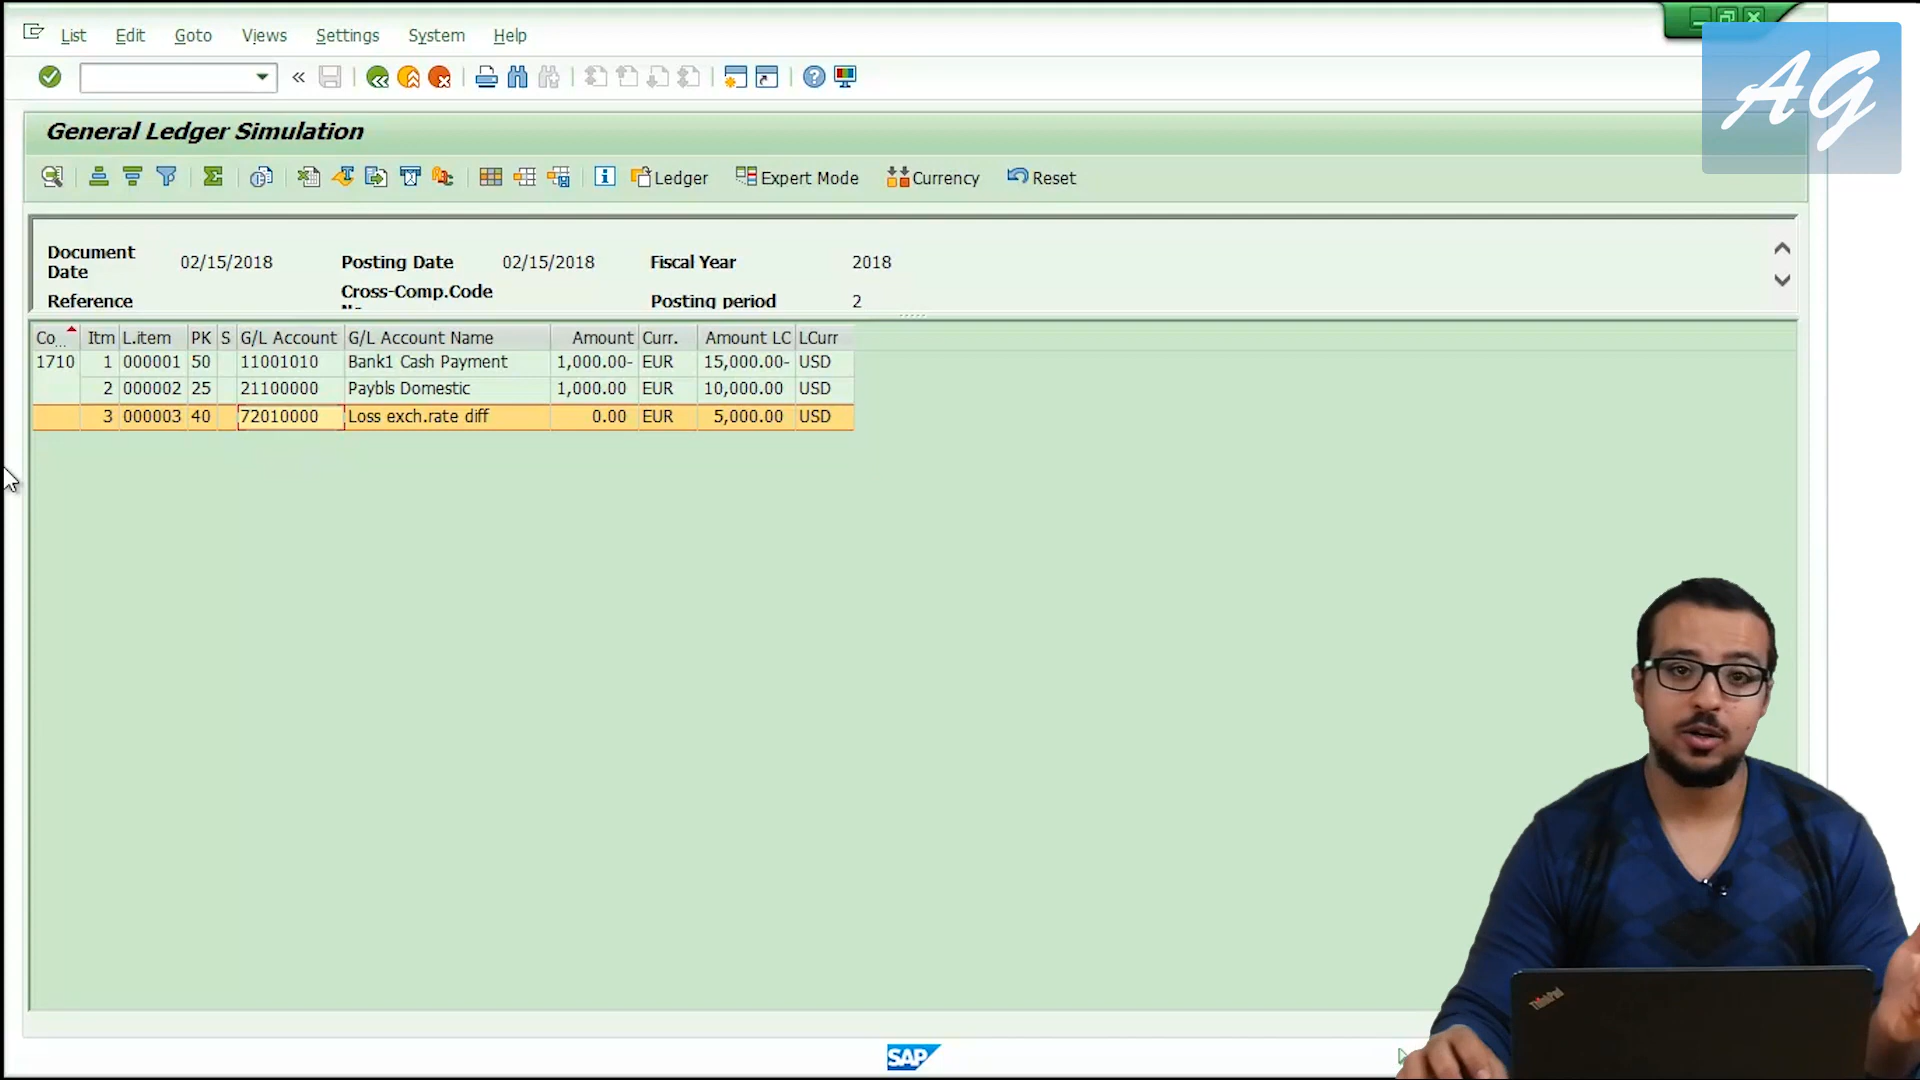 List Edit Goto Views Settings System Help
AG
General Ledger Simulation
Ledger Expert Mode Currency Reset
Document Date 02/15/2018 Posting Date 02/15/2018 Fiscal Year 2018
Reference Cross-Comp.Code Posting period 2
Co... Itm L.item PK S G/L Account G/L Account Name Amount Curr. Amount LC LCurr
1710 1 000001 50 11001010 Bank1 Cash Payment 1,000.00- EUR 15,000.00- USD
2 000002 25 21100000 Paybls Domestic 1,000.00 EUR 10,000.00 USD
3 000003 40 72010000 Loss exch.rate diff 0.00 EUR 5,000.00 USD
ThinkPad
SAP